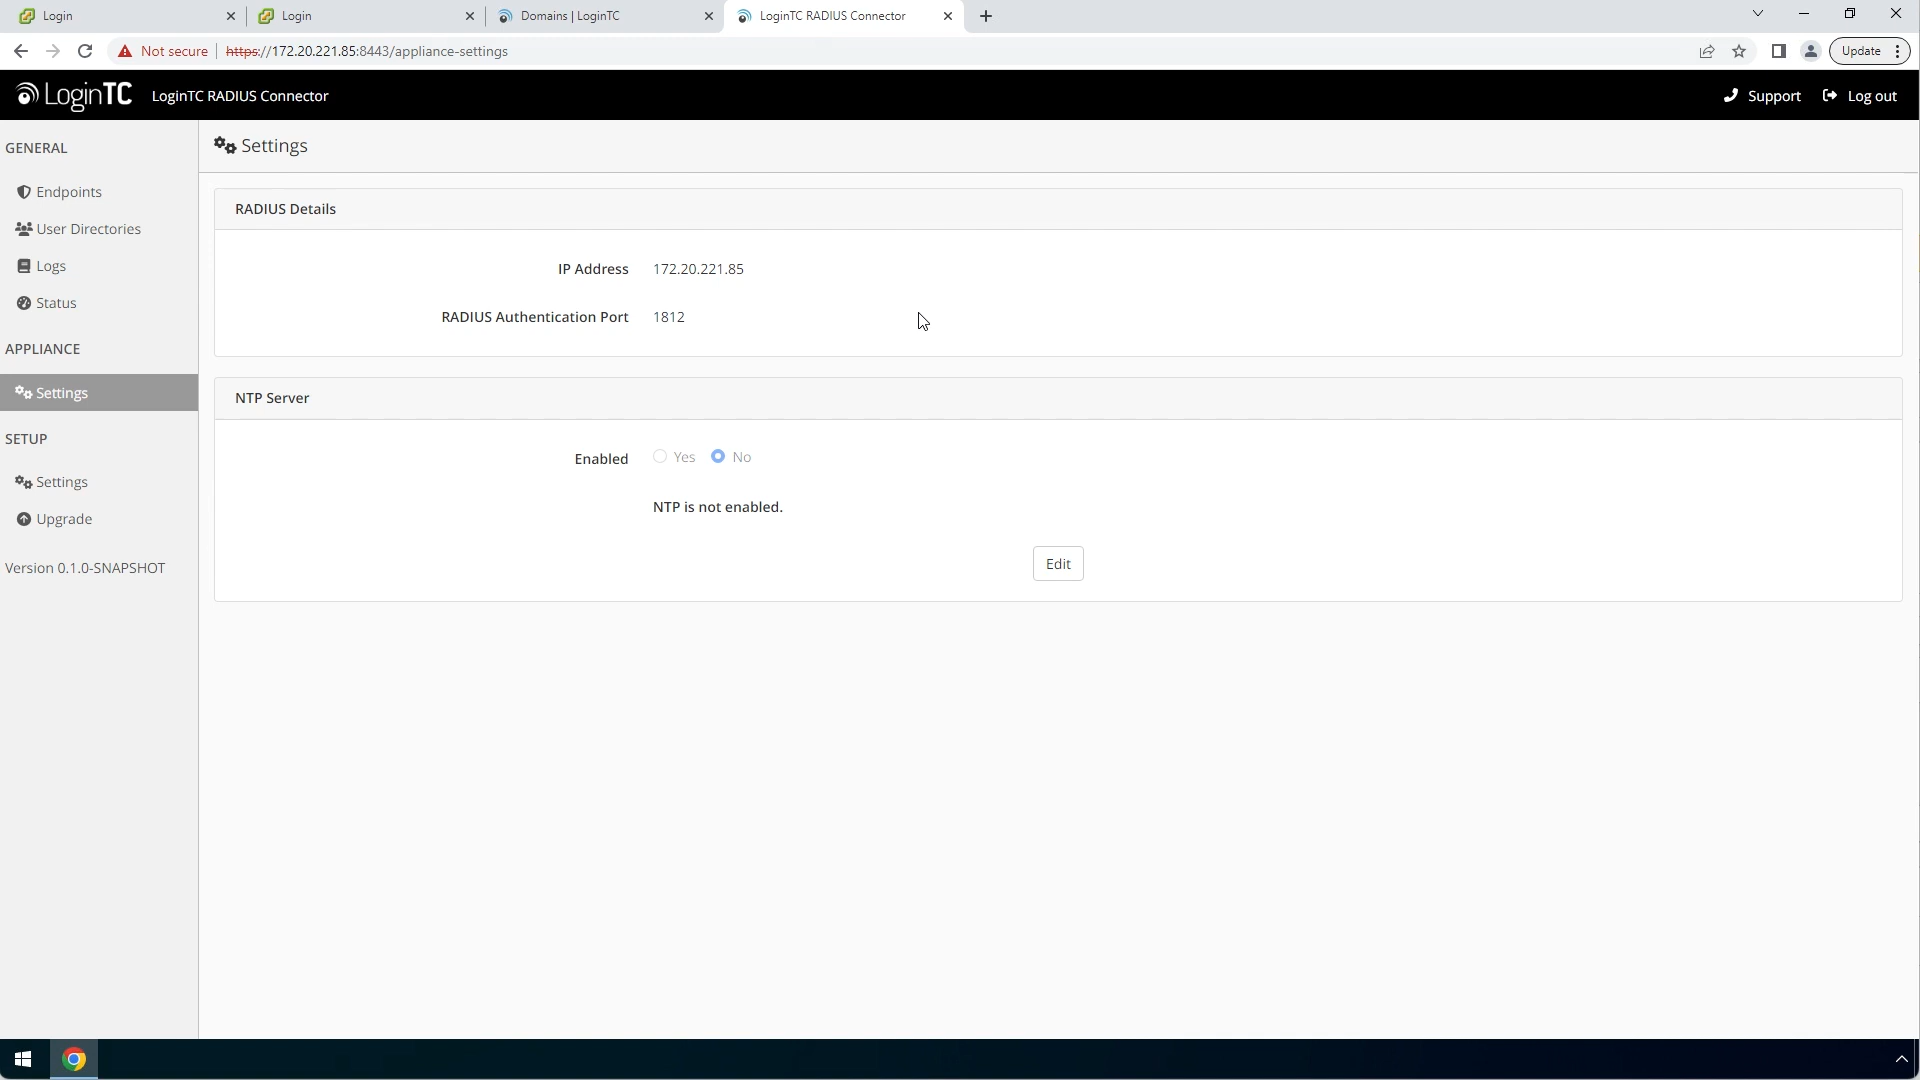 Login
Login
Domains | LoginTC
LoginTC RADIUS Connector
Not secure
https://172.20.221.85:8443/appliance-settings
Update
LoginTC
LoginTC RADIUS Connector
Support
Log out
GENERAL
Endpoints
User Directories
Logs
Status
APPLIANCE
Settings
SETUP
Settings
Upgrade
Version 0.1.0-SNAPSHOT
Settings
RADIUS Details
IP Address 172.20.221.85
RADIUS Authentication Port 1812
NTP Server
Enabled Yes No
NTP is not enabled.
Edit